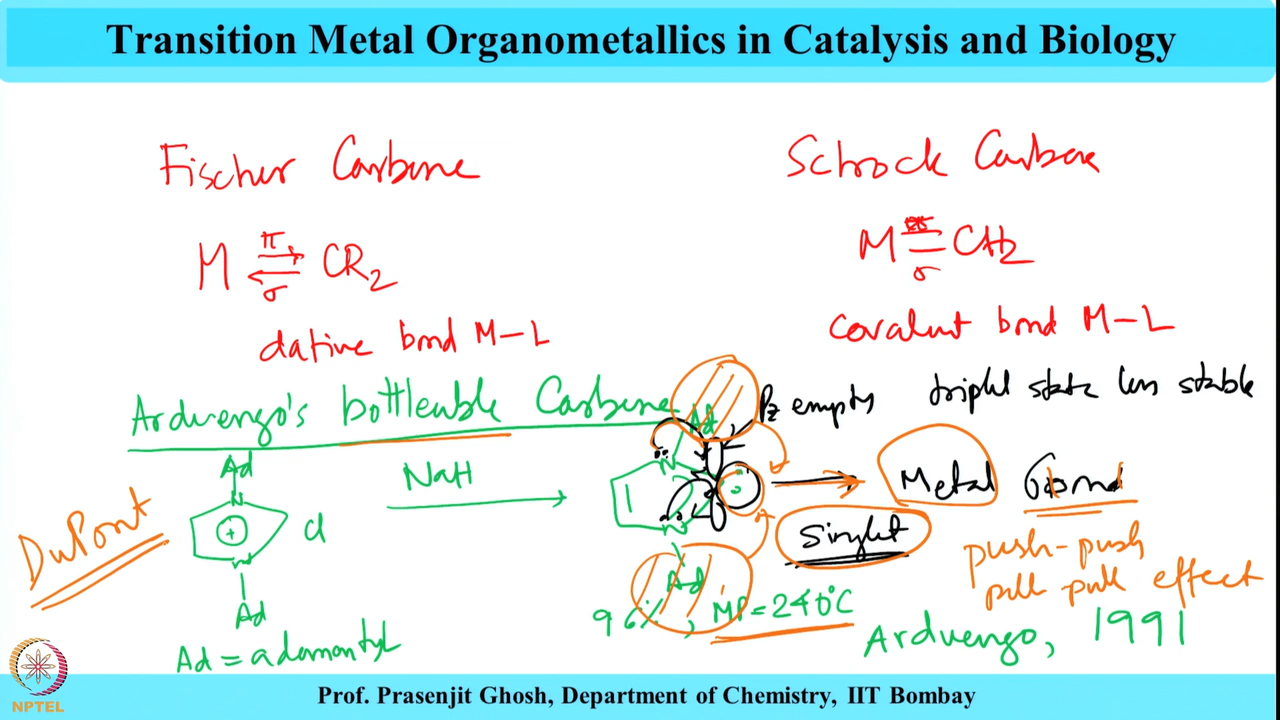 Transition Metal Organometallics in Catalysis and Biology
Fischer Carbene
Schrock Carbene
M π σ CR2
M σ CH2
dative bond M-L
covalent bond M-L
Arduengo's bottleable Carbene
Pz empty
triplet state less stable
Ad
N
+
N
Ad
Cl
NaH
Ad
N
N
Ad
Metal
σ bond
Singlet
DuPont
push-push
pull pull effect
96%, MP=240°C
Arduengo, 1991
Ad = adamantyl
NPTEL
Prof. Prasenjit Ghosh, Department of Chemistry, IIT Bombay